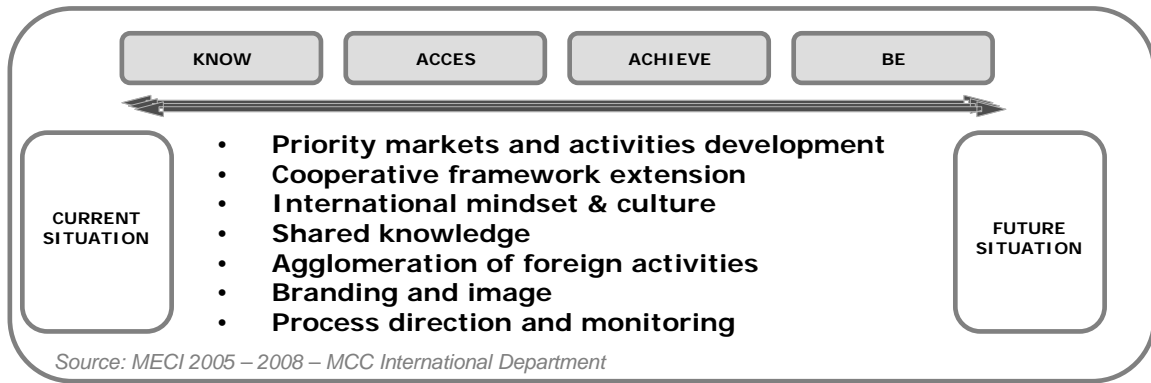 KNOW
ACCES
ACHIEVE
BE
CURRENT
SITUATION
• Priority markets and activities development
• Cooperative framework extension
• International mindset & culture
• Shared knowledge
• Agglomeration of foreign activities
• Branding and image
• Process direction and monitoring
FUTURE
SITUATION
Source: MECI 2005 – 2008 – MCC International Department